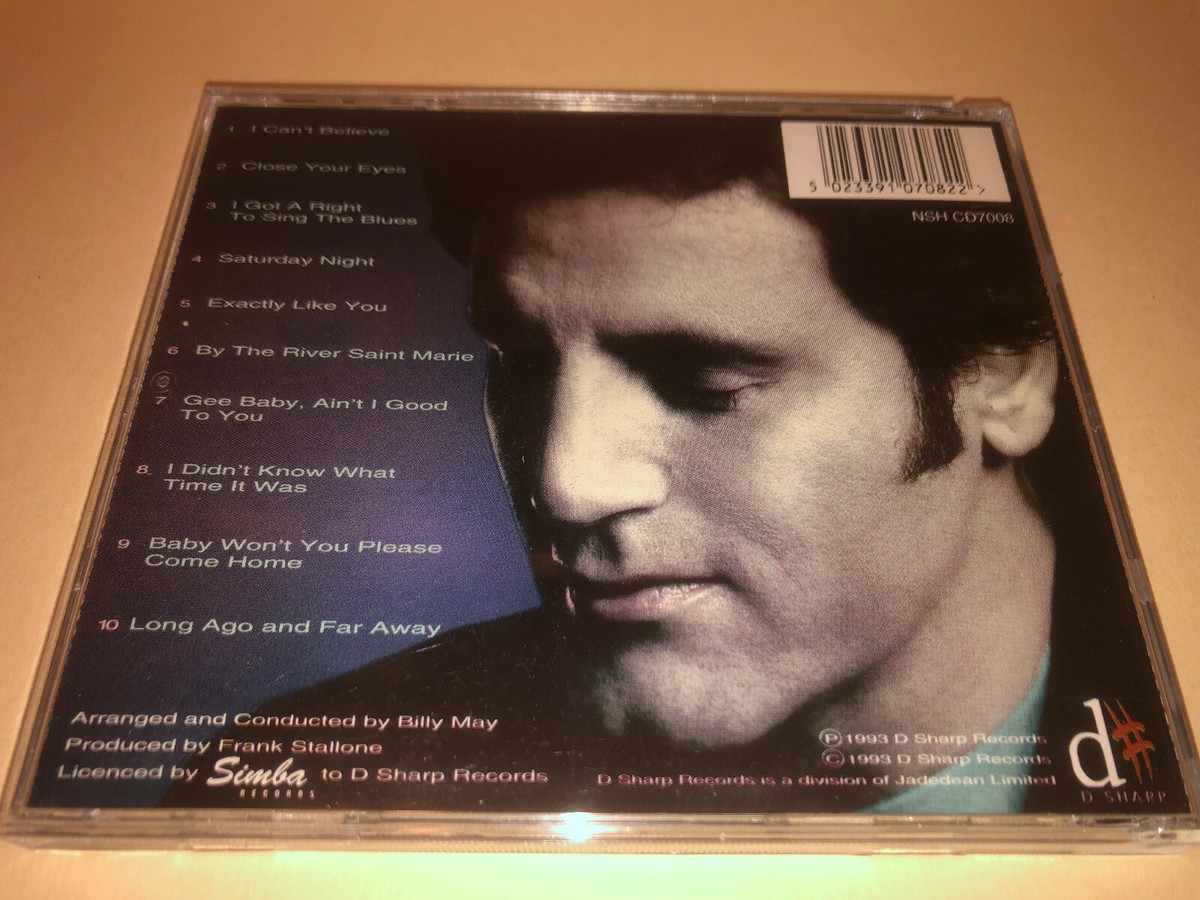 1 I Can't Believe
2 Close Your Eyes
3 I Got A Right
To Sing The Blues
4 Saturday Night
5 Exactly Like You
6 By The River Saint Marie
7 Gee Baby, Ain't I Good
To You
8. I Didn't Know What
Time It Was
9 Baby Won't You Please
Come Home
10 Long Ago and Far Away
Arranged and Conducted by Billy May
Produced by Frank Stallone
Licenced by Simba RECORDS to D Sharp Records
5 023391 070822 >
NSH CD7008
Ⓟ 1993 D Sharp Records
© 1993 D Sharp Records
D Sharp Records is a division of Jadedean Limited
d#
D SHARP